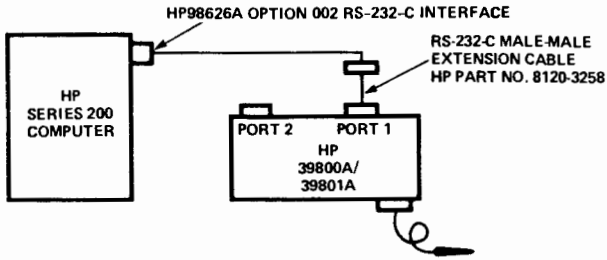 HP98626A OPTION 002 RS-232-C INTERFACE
RS-232-C MALE-MALE
EXTENSION CABLE
HP PART NO. 8120-3258
HP
SERIES 200
COMPUTER
PORT 2 PORT 1
HP
39800A/
39801A